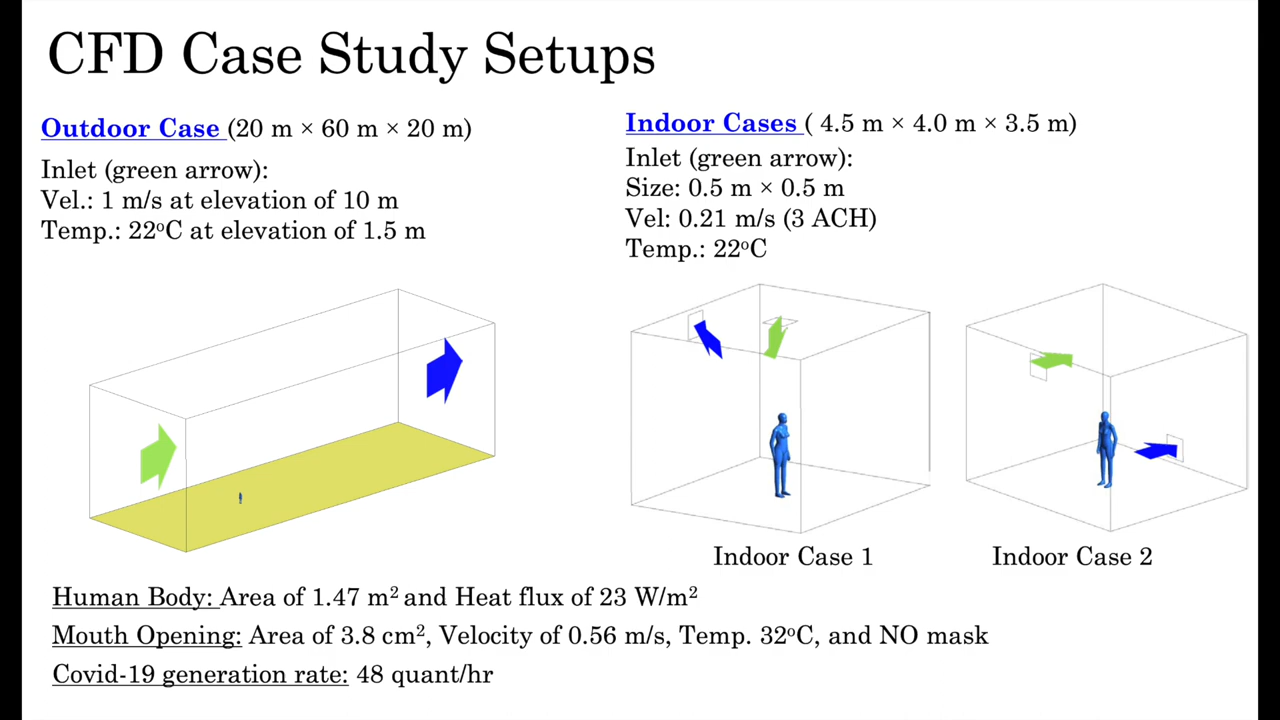 CFD Case Study Setups
Outdoor Case (20 m × 60 m × 20 m)
Inlet (green arrow):
Vel.: 1 m/s at elevation of 10 m
Temp.: 22ºC at elevation of 1.5 m
Indoor Cases ( 4.5 m × 4.0 m × 3.5 m)
Inlet (green arrow):
Size: 0.5 m × 0.5 m
Vel: 0.21 m/s (3 ACH)
Temp.: 22ºC
Indoor Case 1
Indoor Case 2
Human Body: Area of 1.47 m² and Heat flux of 23 W/m²
Mouth Opening: Area of 3.8 cm², Velocity of 0.56 m/s, Temp. 32ºC, and NO mask
Covid-19 generation rate: 48 quant/hr